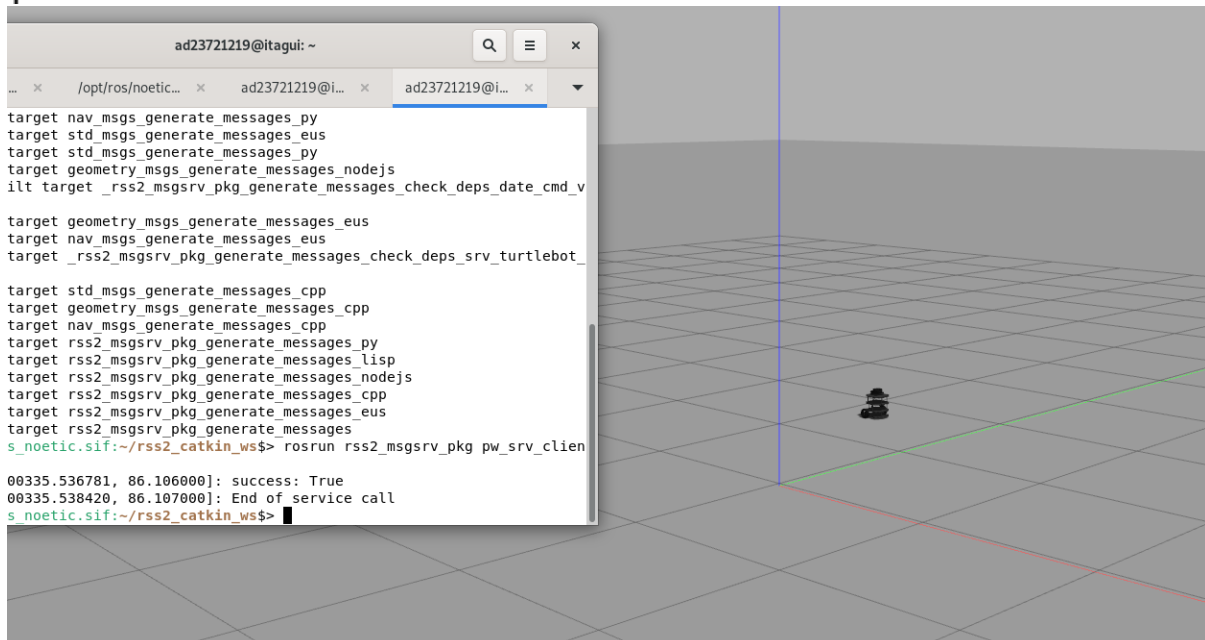 ad23721219@itagui: ~
... × /opt/ros/noetic... × ad23721219@i... × ad23721219@i... ×
target nav_msgs_generate_messages_py
target std_msgs_generate_messages_eus
target std_msgs_generate_messages_py
target geometry_msgs_generate_messages_nodejs
ilt target _rss2_msgsrv_pkg_generate_messages_check_deps_date_cmd_v
target geometry_msgs_generate_messages_eus
target nav_msgs_generate_messages_eus
target _rss2_msgsrv_pkg_generate_messages_check_deps_srv_turtlebot_
target std_msgs_generate_messages_cpp
target geometry_msgs_generate_messages_cpp
target nav_msgs_generate_messages_cpp
target rss2_msgsrv_pkg_generate_messages_py
target rss2_msgsrv_pkg_generate_messages_lisp
target rss2_msgsrv_pkg_generate_messages_nodejs
target rss2_msgsrv_pkg_generate_messages_cpp
target rss2_msgsrv_pkg_generate_messages_eus
target rss2_msgsrv_pkg_generate_messages
s_noetic.sif:~/rss2_catkin_ws$> rosrun rss2_msgsrv_pkg pw_srv_clien
00335.536781, 86.106000]: success: True
00335.538420, 86.107000]: End of service call
s_noetic.sif:~/rss2_catkin_ws$>